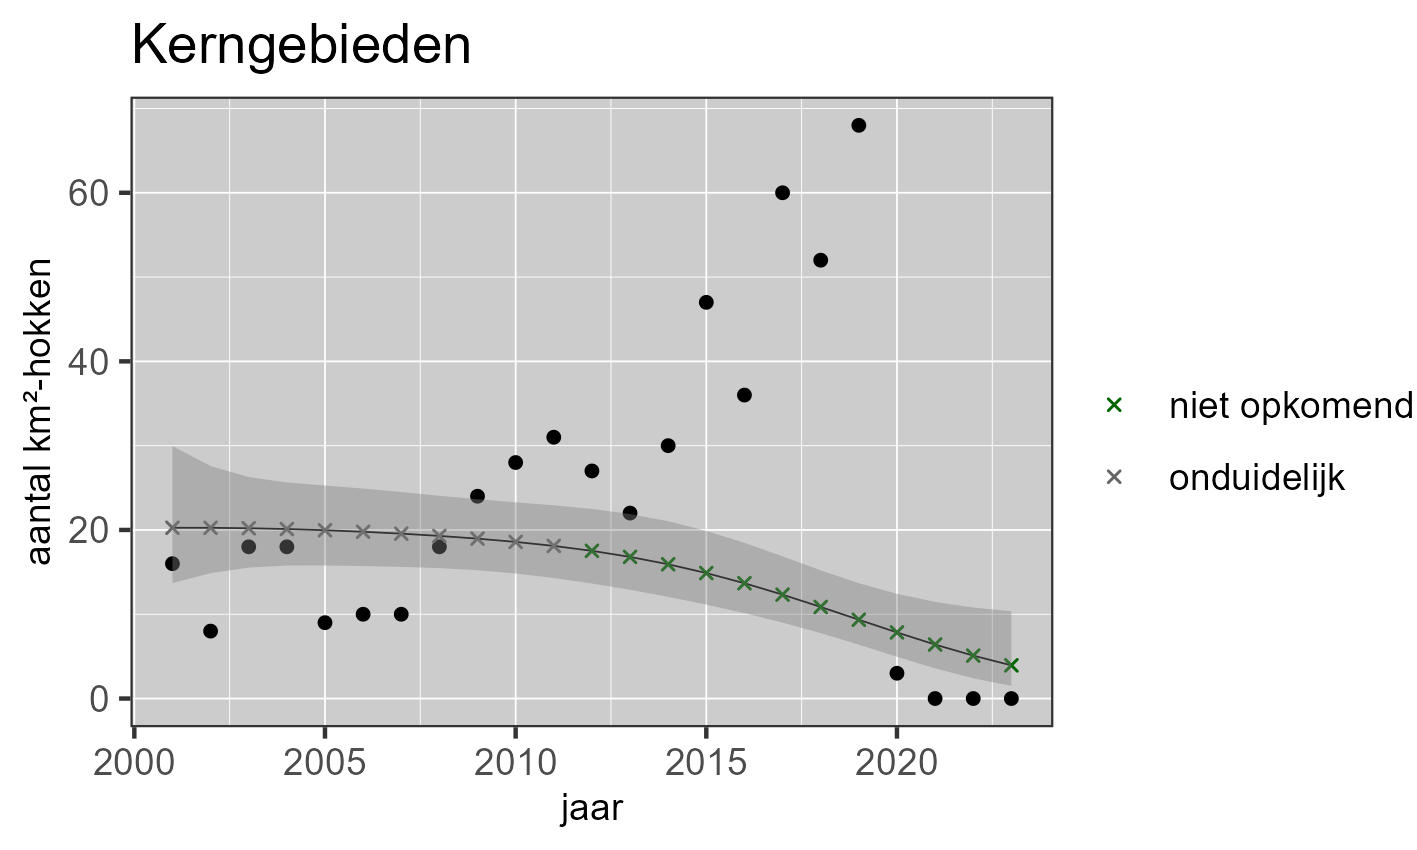 Kerngebieden
60
40
20
0
aantal km²-hokken
2000 2005 2010 2015 2020
jaar
niet opkomend
onduidelijk